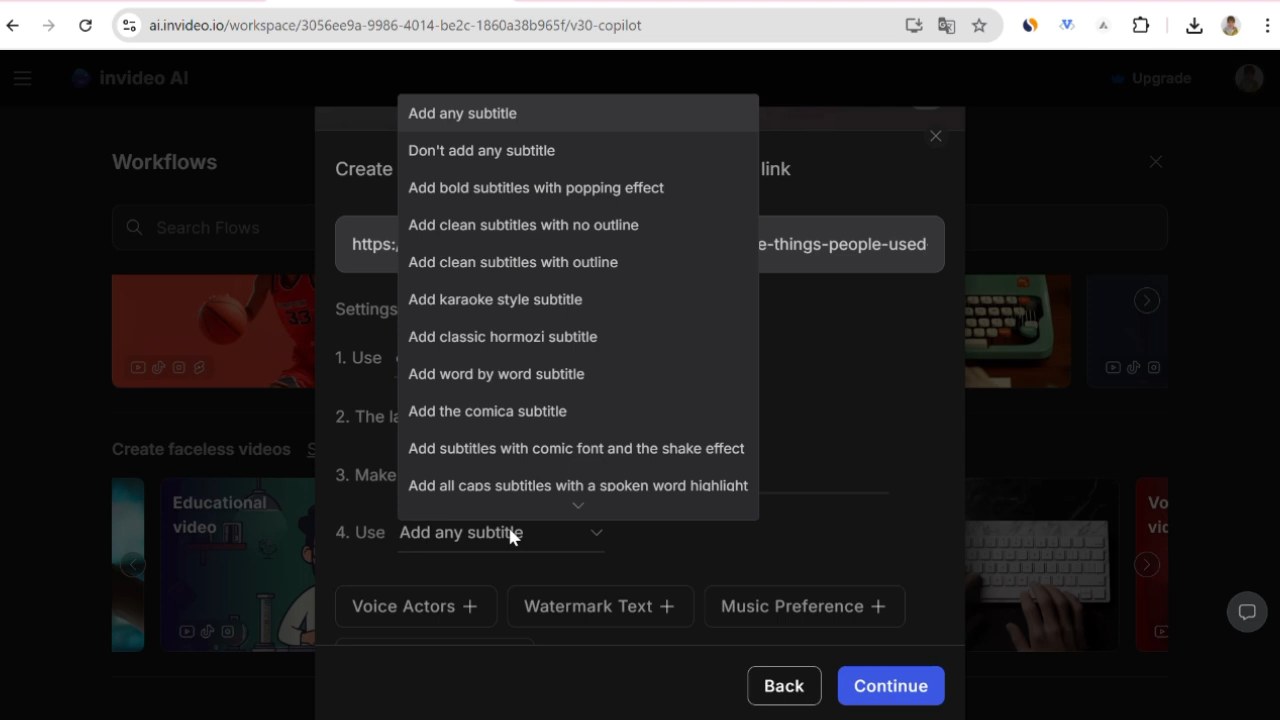 ai.invideo.io/workspace/3056ee9a-9986-4014-be2c-1860a38b965f/v30-copilot
invideo AI
Upgrade
Workflows
Search Flows
Create
link
https:/
e-things-people-used-
Settings
1. Use
2. The la
3. Make
Add any subtitle
Don't add any subtitle
Add bold subtitles with popping effect
Add clean subtitles with no outline
Add clean subtitles with outline
Add karaoke style subtitle
Add classic hormozi subtitle
Add word by word subtitle
Add the comica subtitle
Add subtitles with comic font and the shake effect
Add all caps subtitles with a spoken word highlight
4. Use Add any subtitle
Voice Actors +
Watermark Text +
Music Preference +
Back
Continue
33
Create faceless videos
Educational
video
Vo
vic